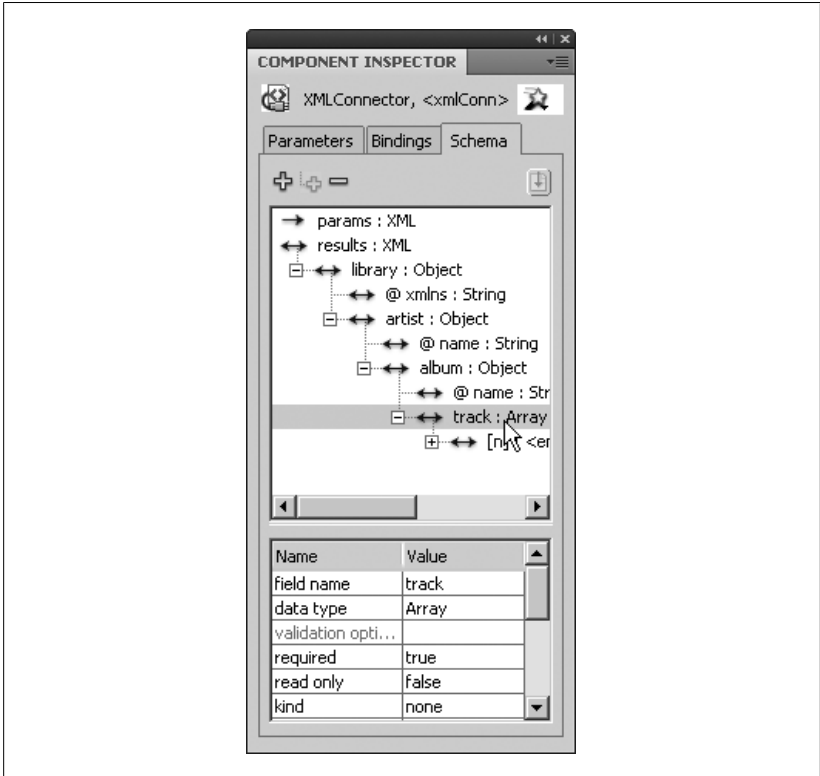 COMPONENT INSPECTOR
XMLConnector, <xmlConn>
Parameters Bindings Schema
params : XML
results : XML
library : Object
@ xmlns : String
artist : Object
@ name : String
album : Object
@ name : Str
track : Array
Name Value
field name track
data type Array
validation opti...
required true
read only false
kind none